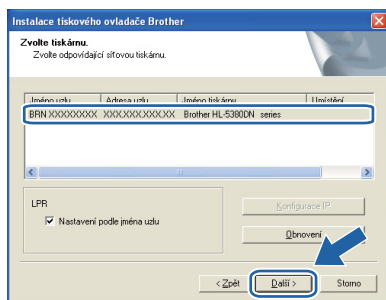 Instalace tiskového ovladače Brother
Zvolte tiskárnu.
Zvolte odpovídající síťovou tiskárnu.
Jméno uzlu Adresa uzlu Jméno tiskárny Umístění
BRN XXXXXXXXX XXX.XXX.XXX.XX Brother HL-5380DN series
LPR
Nastavení podle jména uzlu
Konfigurace IP
Obnovení
< Zpět Další > Storno